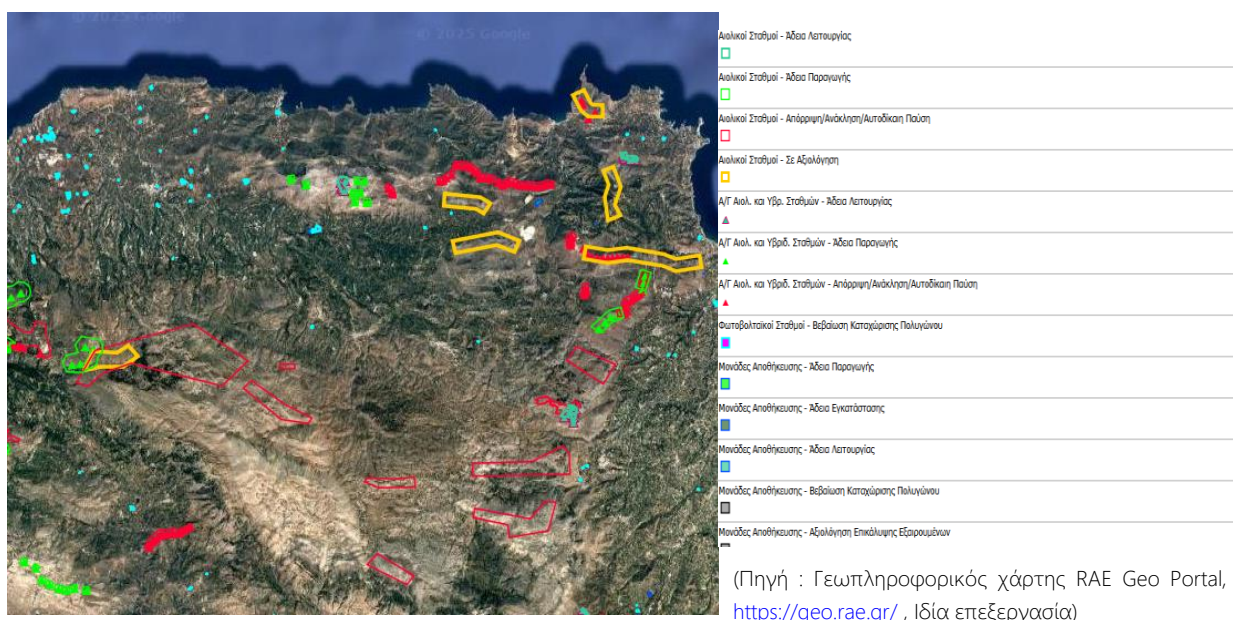 © 2025 Google
© 2025 Google
Αιολικοί Σταθμοί - Άδεια Λειτουργίας
Αιολικοί Σταθμοί - Άδεια Παραγωγής
Αιολικοί Σταθμοί - Απόρριψη/Ανάκληση/Αυτοδίκαιη Παύση
Αιολικοί Σταθμοί - Σε Αξιολόγηση
Α/Γ Αιολ. και Υβρ. Σταθμών - Άδεια Λειτουργίας
Α/Γ Αιολ. και Υβριδ. Σταθμών - Άδεια Παραγωγής
Α/Γ Αιολ. και Υβριδ. Σταθμών - Απόρριψη/Ανάκληση/Αυτοδίκαιη Παύση
Φωτοβολταϊκοί Σταθμοί - Βεβαίωση Καταχώρισης Πολυγώνου
Μονάδες Αποθήκευσης - Άδεια Παραγωγής
Μονάδες Αποθήκευσης - Άδεια Εγκατάστασης
Μονάδες Αποθήκευσης - Άδεια Λειτουργίας
Μονάδες Αποθήκευσης - Βεβαίωση Καταχώρισης Πολυγώνου
Μονάδες Αποθήκευσης - Αξιολόγηση Επικάλυψης Εξαιρουμένων
(Πηγή : Γεωπληροφορικός χάρτης RAE Geo Portal,
https://geo.rae.gr/ , Ιδία επεξεργασία)